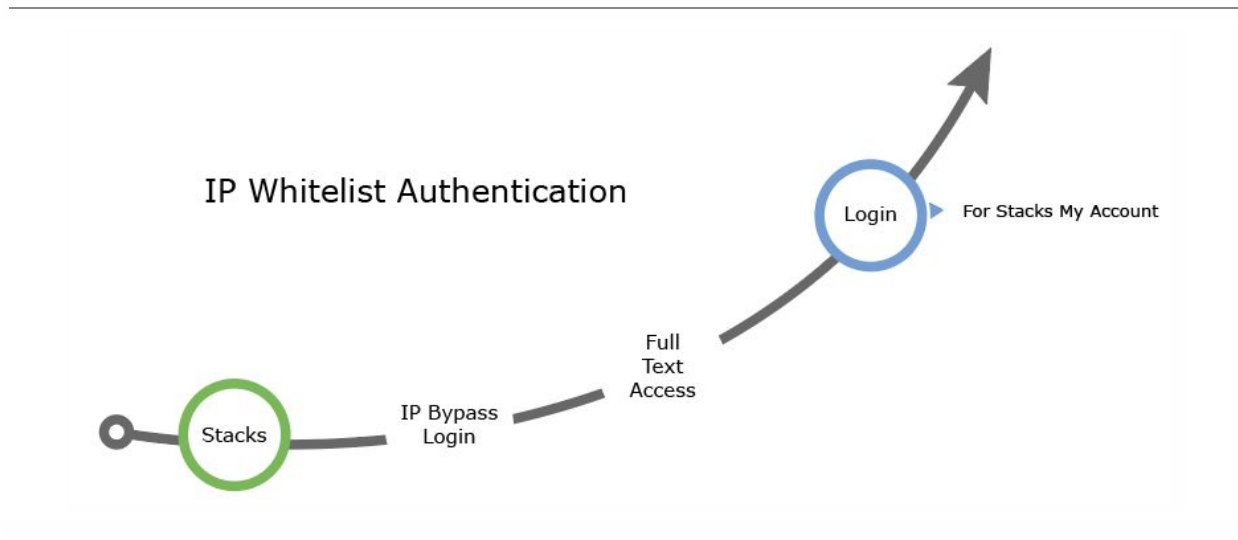 IP Whitelist Authentication
Login
For Stacks My Account
Full
Text
Access
IP Bypass
Login
Stacks